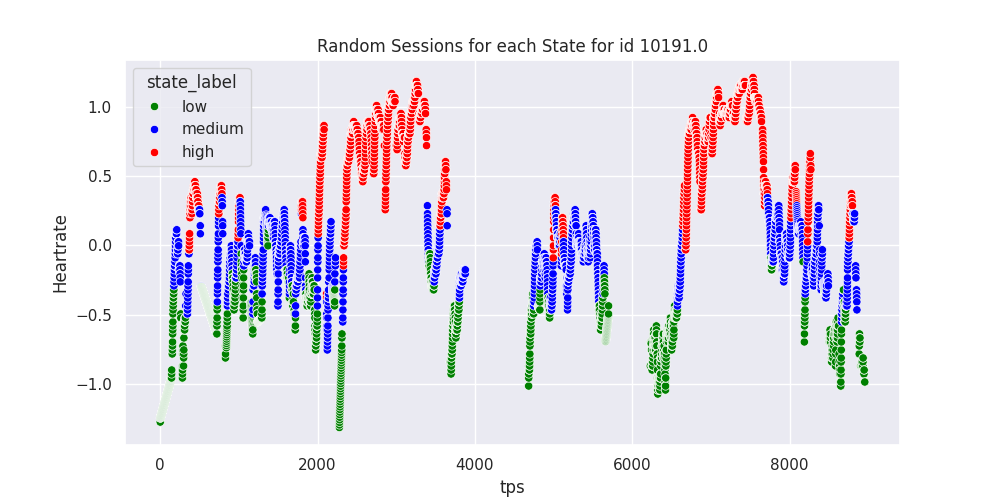 Random Sessions for each State for id 10191.0
state_label
low
medium
high
Heartrate
1.0
0.5
0.0
−0.5
−1.0
0 2000 4000 6000 8000
tps